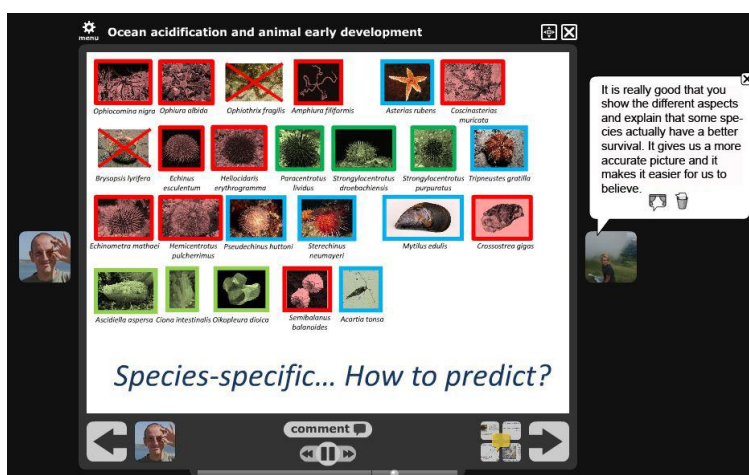 menu
Ocean acidification and animal early development
Ophiocomina nigra Ophiura albida Ophiothrix fragilis Amphiura filiformis Asterias rubens Coscinasterias
muricata
Brysopsis lyrifera Echinus
esculentum Heliocidaris
erythrogramma Paracentrotus
lividus Strongylocentrotus
droebachiensis Strongylocentrotus
purpuratus Tripneustes gratilla
Echinometra mathaei Hemicentrotus
pulcherrimus Pseudechinus huttoni Sterechinus
neumayeri Mytilus edulis Crossostrea gigas
Ascidiella aspersa Ciona intestinalis Oikopleura dioica Semibalanus
balanoides Acartia tonsa
Species-specific... How to predict?
comment
It is really good that you
show the different aspects
and explain that some spe-
cies actually have a better
survival. It gives us a more
accurate picture and it
makes it easier for us to
believe.